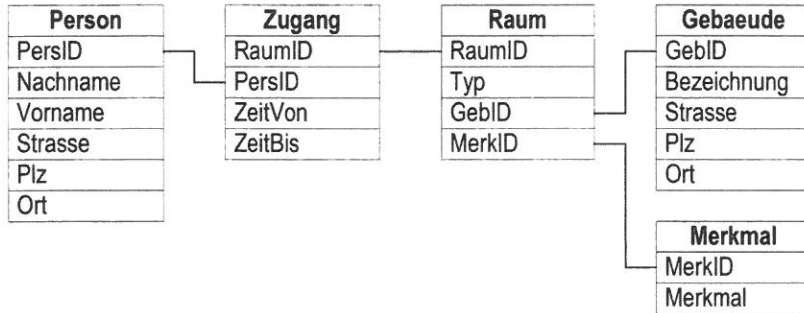 Person
PersID
Nachname
Vorname
Strasse
Plz
Ort
Zugang
RaumID
PersID
ZeitVon
ZeitBis
Raum
RaumID
Typ
GebID
MerkID
Gebaeude
GebID
Bezeichnung
Strasse
Plz
Ort
Merkmal
MerkID
Merkmal